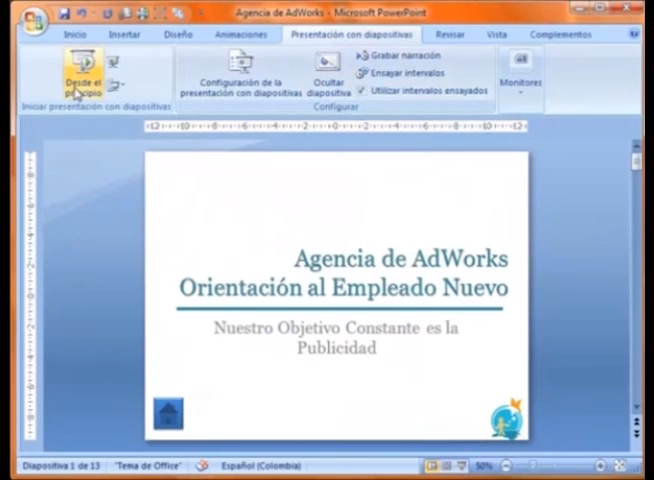 Agencia de AdWorks - Microsoft PowerPoint
Inicio Insertar Diseño Animaciones Presentación con diapositivas Revisar Vista Complementos
Desde el principio
Configuración de la presentación con diapositivas
Ocultar diapositiva
Grabar narración
Ensayar intervalos
Utilizar intervalos ensayados
Monitores
Iniciar presentación con diapositivas
Configurar
Agencia de AdWorks
Orientación al Empleado Nuevo
Nuestro Objetivo Constante es la
Publicidad
Diapositiva 1 de 13 "Tema de Office" Español (Colombia) 50%